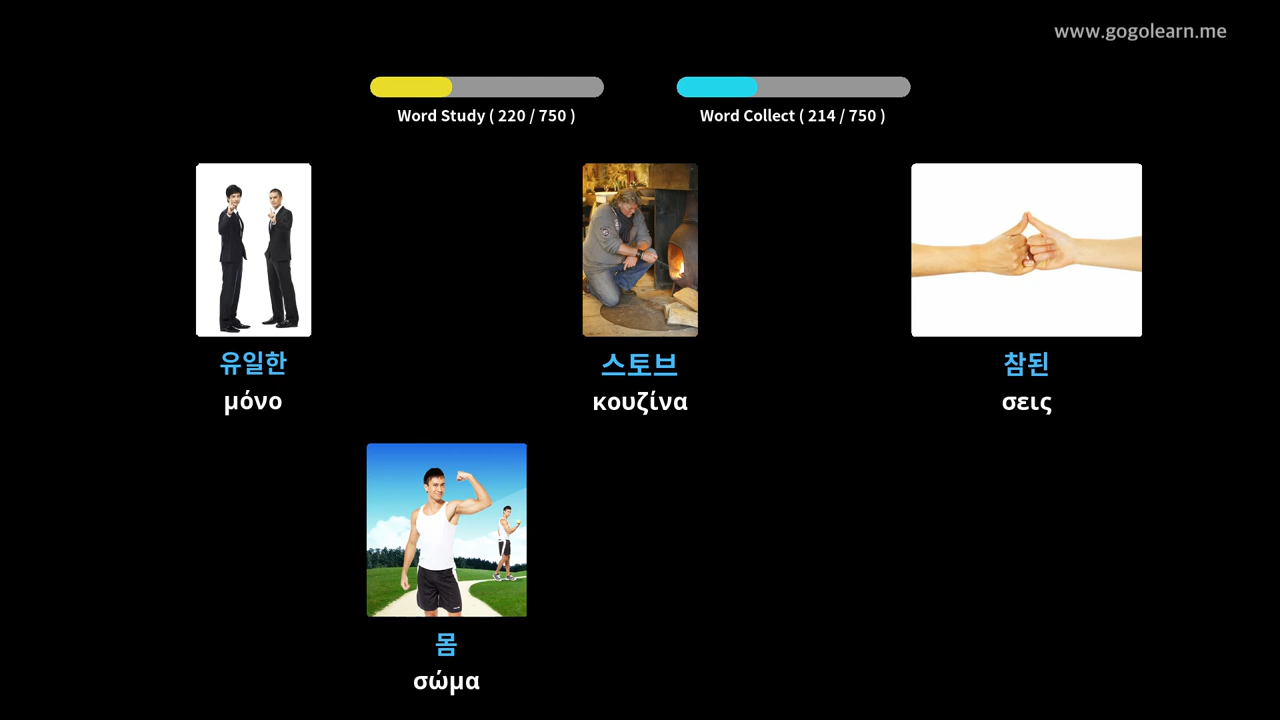 www.gogolearn.me
Word Study ( 220 / 750 )
Word Collect ( 214 / 750 )
유일한
μόνο
스토브
κουζίνα
참된
σεις
몸
σώμα